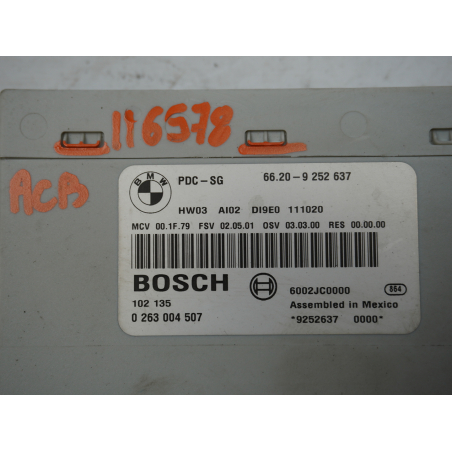 116578
ACB
BMW
PDC-SG 66.20-9 252 637
HW03 AI02 DI9E0 111020
MCV 00.1F.79 FSV 02.05.01 OSV 03.03.00 RES 00.00.00
BOSCH
6002JC0000 864
102 135 Assembled in Mexico
0 263 004 507 *9252637 0000*